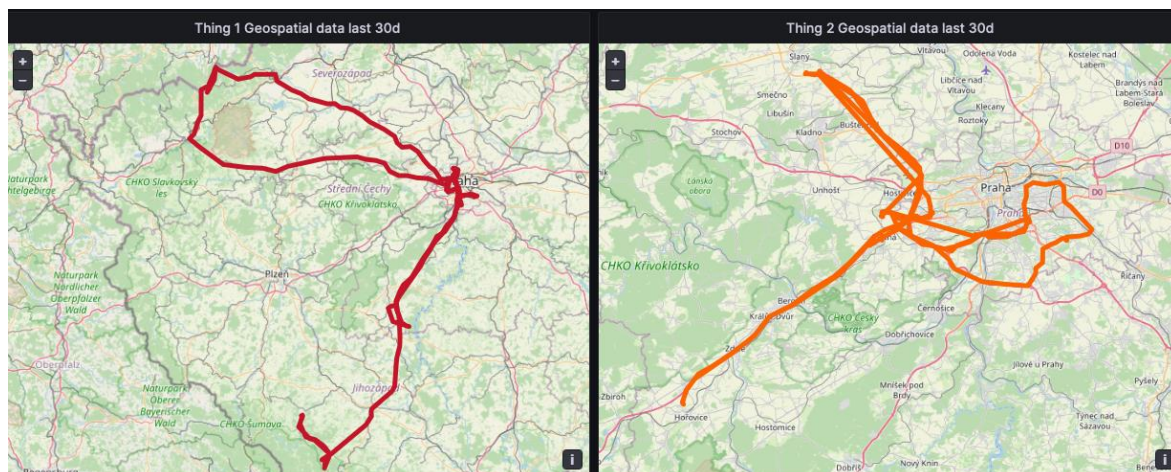 Thing 1 Geospatial data last 30d
+
−
Severozápad
Naturpark
CHKO Slavkovský
les
Střední Čechy
CHKO Křivoklátsko
Plzeň
Naturpark
Nördlicher
Oberpfälzer
Wald
Oberpfalz
Jihozápad
Naturpark
Oberer
Bayerischer
Wald
CHKO Šumava
i
Thing 2 Geospatial data last 30d
+
−
Slaný
Vltavou
Odolena Voda
Kostelec nad
Labem
Smečno
Libušín
Libčice nad
Vltavou
Klecany
Brandýs nad
Labem-Stará
Boleslav
Stochov
Kladno
Roztoky
D10
Lánská
obora
Unhošť
Praha
D0
CHKO Křivoklátsko
Říčany
Králův Dvůr
CHKO Český
kras
Černošice
Dobřichovice
Zbiroh
Hořovice
Hostomice
Mníšek pod
Brdy
Jílové u Prahy
Pyšely
Týnec nad
Sázavou
Dobříš
Nový Knín
i